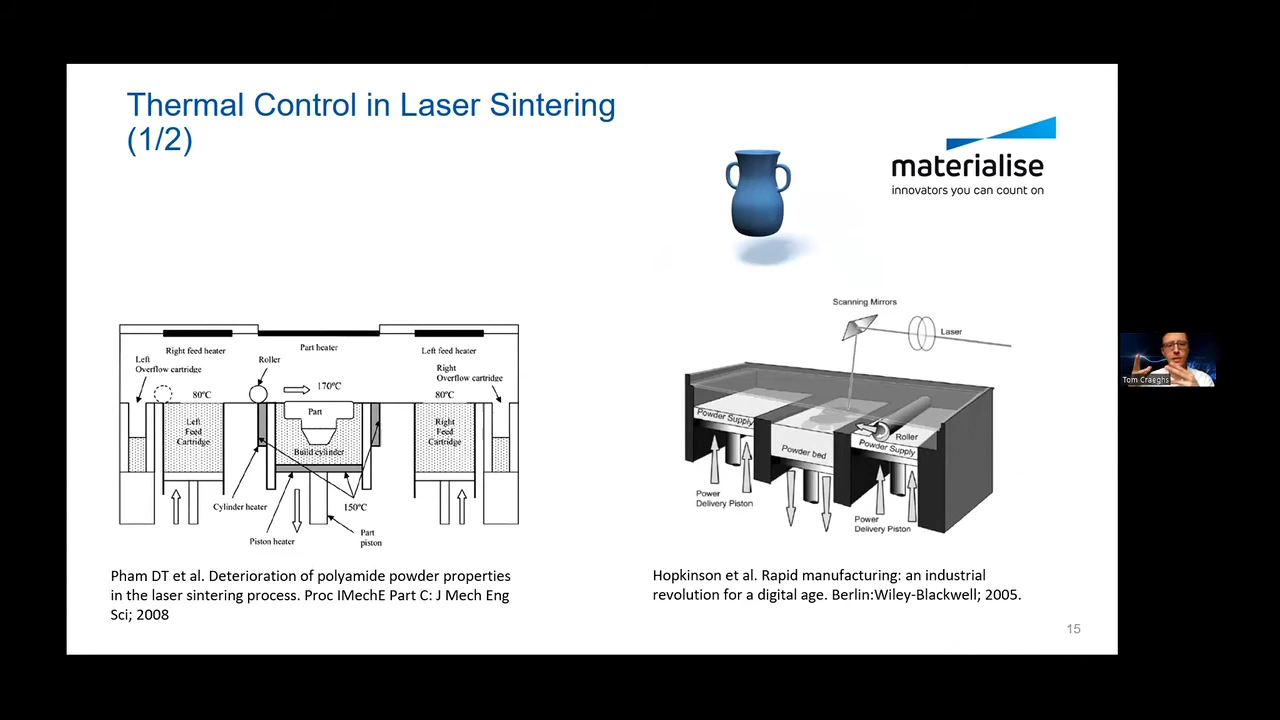 Thermal Control in Laser Sintering
(1/2)
materialise
innovators you can count on
Right feed heater
Part heater
Left feed heater
Left
Overflow cartridge
Roller
Right
Overflow cartridge
80ºC
170ºC
80ºC
Left
Feed
Cartridge
Part
Build cylinder
Right
Feed
Cartridge
Cylinder heater
150ºC
Piston heater
Part
piston
Scanning Mirrors
Laser
Powder Supply
Powder bed
Roller
Powder Supply
Power
Delivery Piston
Power
Delivery Piston
Pham DT et al. Deterioration of polyamide powder properties
in the laser sintering process. Proc IMechE Part C: J Mech Eng
Sci; 2008
Hopkinson et al. Rapid manufacturing: an industrial
revolution for a digital age. Berlin:Wiley-Blackwell; 2005.
15
Tom Craeghs